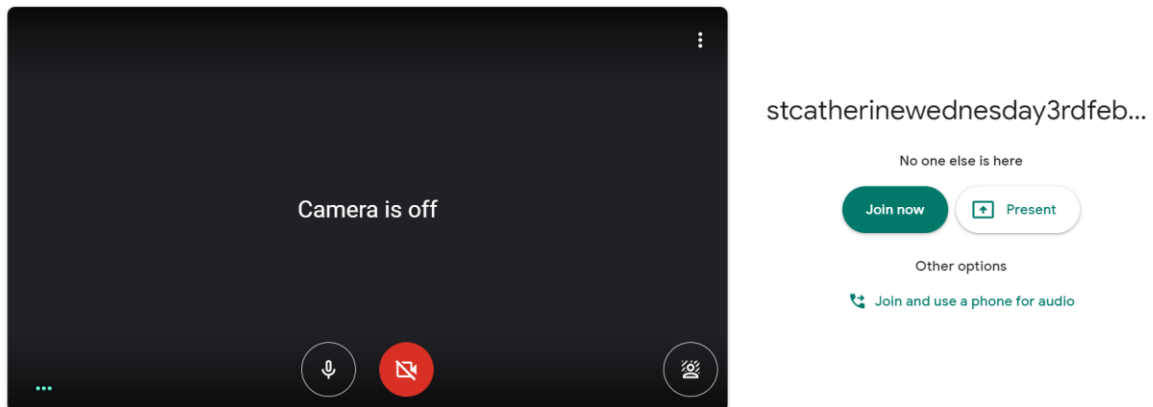 Camera is off
stcatherinewednesday3rdfeb...
No one else is here
Join now
Present
Other options
Join and use a phone for audio